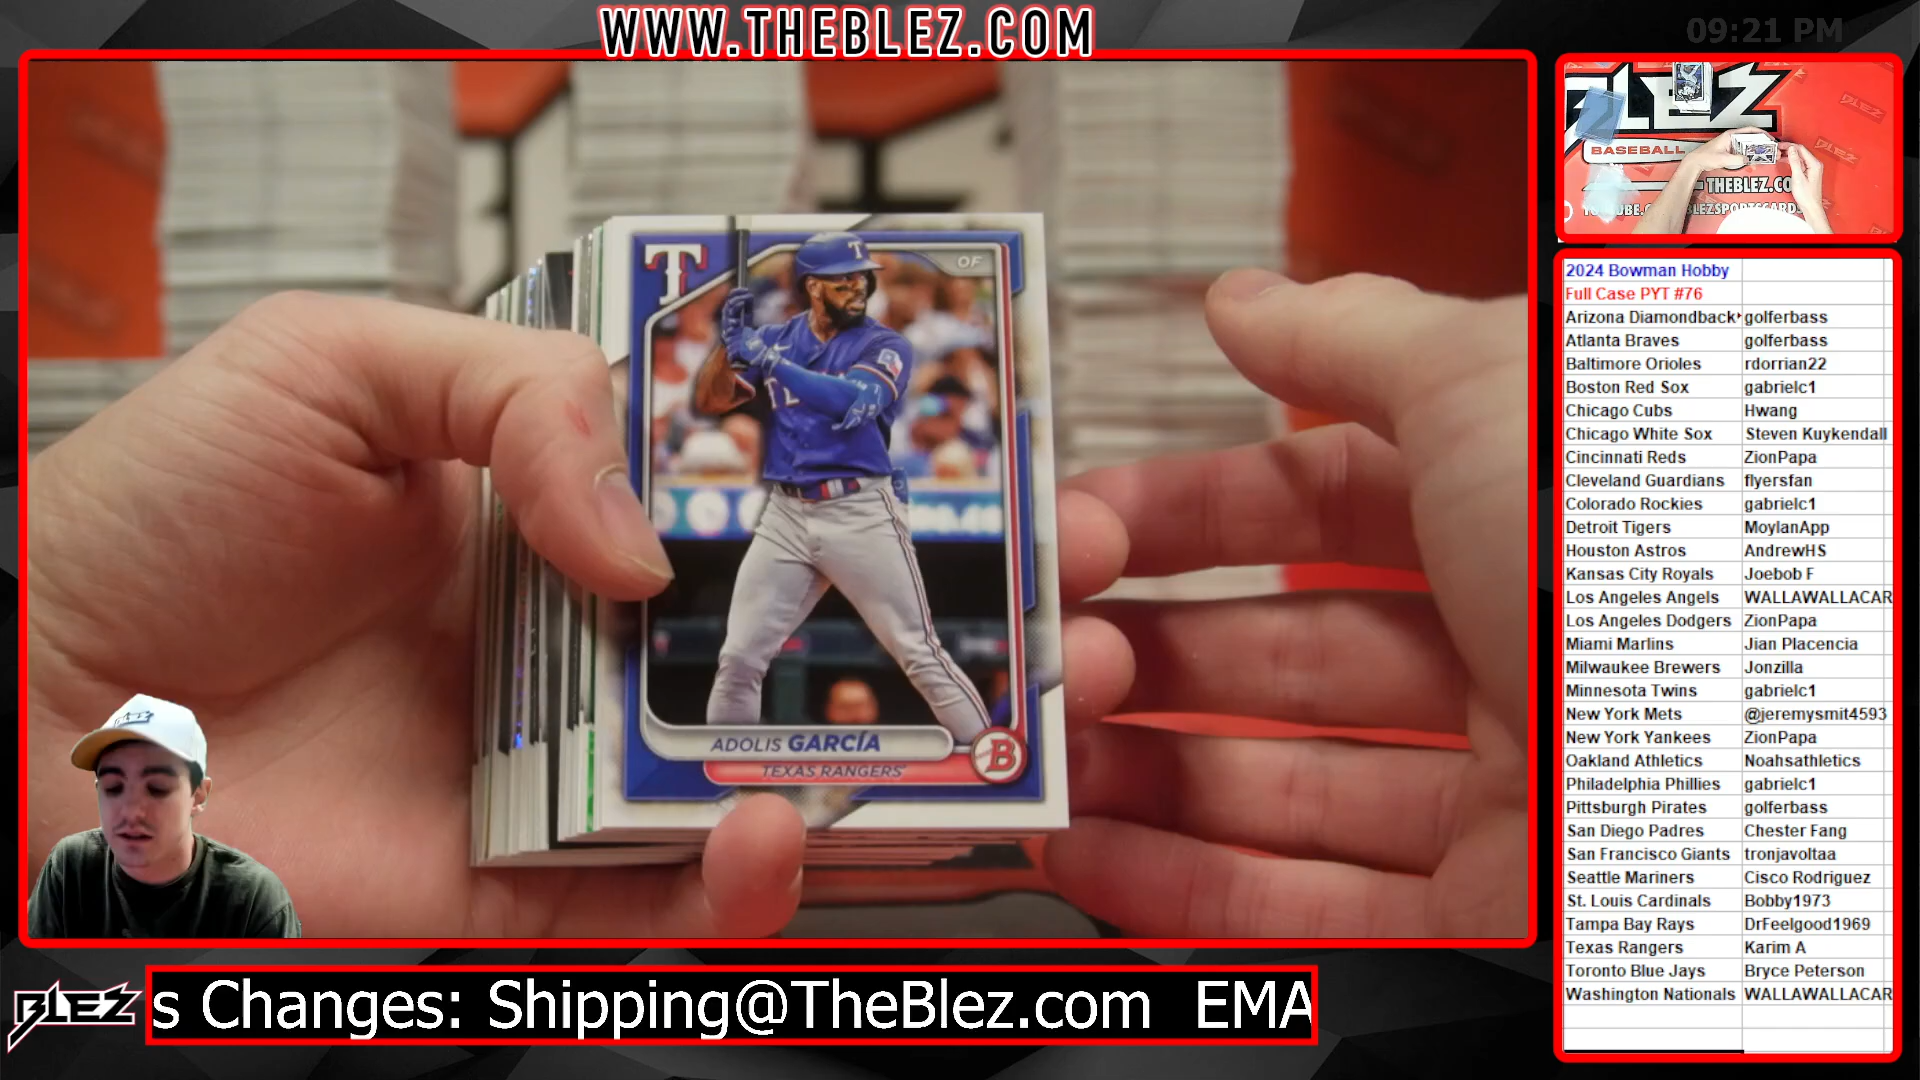 WWW.THEBLEZ.COM
09:21 PM
BLEZ
BASEBALL
THEBLEZ.CO
BLEZ
T
OF
T
ADOLIS GARCÍA
B
TEXAS RANGERS
2024 Bowman Hobby
Full Case PYT #76
Arizona Diamondback golferbass
Atlanta Braves golferbass
Baltimore Orioles rdorrian22
Boston Red Sox gabrielc1
Chicago Cubs Hwang
Chicago White Sox Steven Kuykendall
Cincinnati Reds ZionPapa
Cleveland Guardians flyersfan
Colorado Rockies gabrielc1
Detroit Tigers MoylanApp
Houston Astros AndrewHS
Kansas City Royals Joebob F
Los Angeles Angels WALLAWALLACAR
Los Angeles Dodgers ZionPapa
Miami Marlins Jian Placencia
Milwaukee Brewers Jonzilla
Minnesota Twins gabrielc1
New York Mets @jeremysmit4593
New York Yankees ZionPapa
Oakland Athletics Noahsathletics
Philadelphia Phillies gabrielc1
Pittsburgh Pirates golferbass
San Diego Padres Chester Fang
San Francisco Giants tronjavoltaa
Seattle Mariners Cisco Rodriguez
St. Louis Cardinals Bobby1973
Tampa Bay Rays DrFeelgood1969
Texas Rangers Karim A
Toronto Blue Jays Bryce Peterson
Washington Nationals WALLAWALLACAR
BLEZ
s Changes: Shipping@TheBlez.com EMA